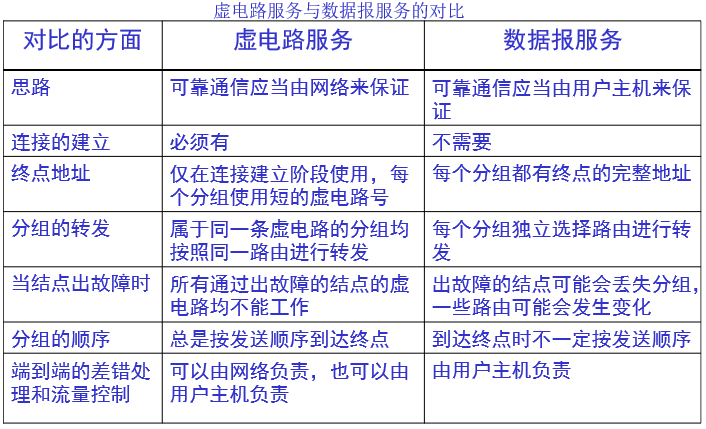 虚电路服务与数据报服务的对比
对比的方面 虚电路服务 数据报服务
思路 可靠通信应当由网络来保证 可靠通信应当由用户主机来保
证
连接的建立 必须有 不需要
终点地址 仅在连接建立阶段使用，每 每个分组都有终点的完整地址
个分组使用短的虚电路号
分组的转发 属于同一条虚电路的分组均 每个分组独立选择路由进行转
按照同一路由进行转发 发
当结点出故障时 所有通过出故障的结点的虚 出故障的结点可能会丢失分组，
电路均不能工作 一些路由可能会发生变化
分组的顺序 总是按发送顺序到达终点 到达终点时不一定按发送顺序
端到端的差错处 可以由网络负责，也可以由 由用户主机负责
理和流量控制 用户主机负责